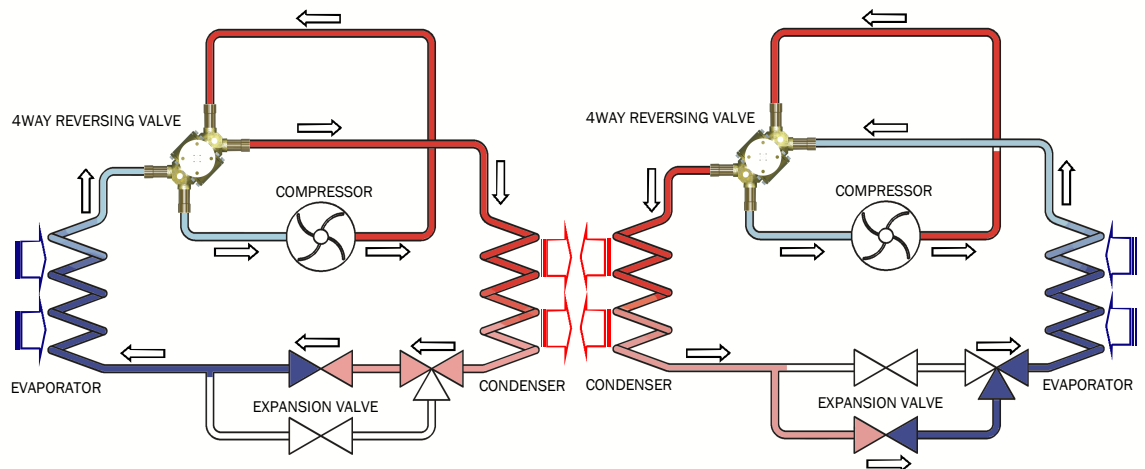 4WAY REVERSING VALVE
COMPRESSOR
EVAPORATOR
EXPANSION VALVE
CONDENSER
4WAY REVERSING VALVE
COMPRESSOR
CONDENSER
EXPANSION VALVE
EVAPORATOR